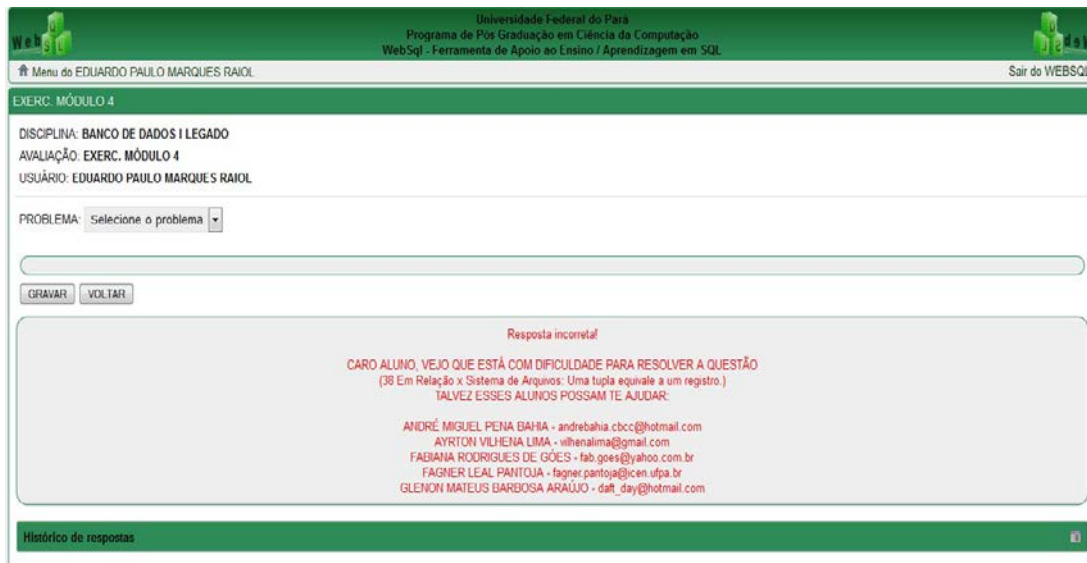 Universidade Federal do Pará
Programa de Pós Graduação em Ciência da Computação
WebSql - Ferramenta de Apoio ao Ensino / Aprendizagem em SQL
Menu do EDUARDO PAULO MARQUES RAIOL
Sair do WEBSQL
EXERC. MÓDULO 4
DISCIPLINA: BANCO DE DADOS I LEGADO
AVALIAÇÃO: EXERC. MÓDULO 4
USUÁRIO: EDUARDO PAULO MARQUES RAIOL
PROBLEMA: Selecione o problema
GRAVAR VOLTAR
Resposta incorreta!
CARO ALUNO, VEJO QUE ESTÁ COM DIFICULDADE PARA RESOLVER A QUESTÃO
(38 Em Relação x Sistema de Arquivos: Uma tupla equivale a um registro.)
TALVEZ ESSES ALUNOS POSSAM TE AJUDAR:
ANDRÉ MIGUEL PENA BAHIA - andrebahia.cbcc@hotmail.com
AYRTON VILHENA LIMA - vilhenalima@gmail.com
FABIANA RODRIGUES DE GÓES - fab.goes@yahoo.com.br
FAGNER LEAL PANTOJA - fagner.pantoja@icen.ufpa.br
GLENON MATEUS BARBOSA ARAÚJO - daft_day@hotmail.com
Histórico de respostas